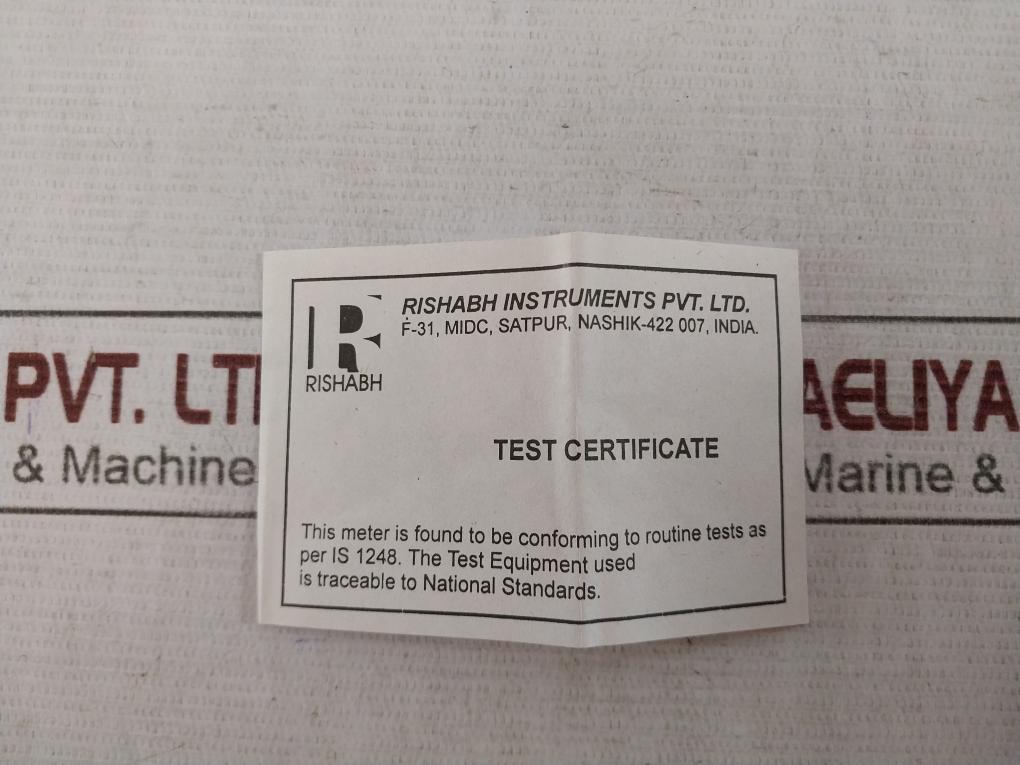 RISHABH INSTRUMENTS PVT. LTD.
F-31, MIDC, SATPUR, NASHIK-422 007, INDIA.
RISHABH
TEST CERTIFICATE
This meter is found to be conforming to routine tests as
per IS 1248. The Test Equipment used
is traceable to National Standards.
PVT.
& Machine
Marine &